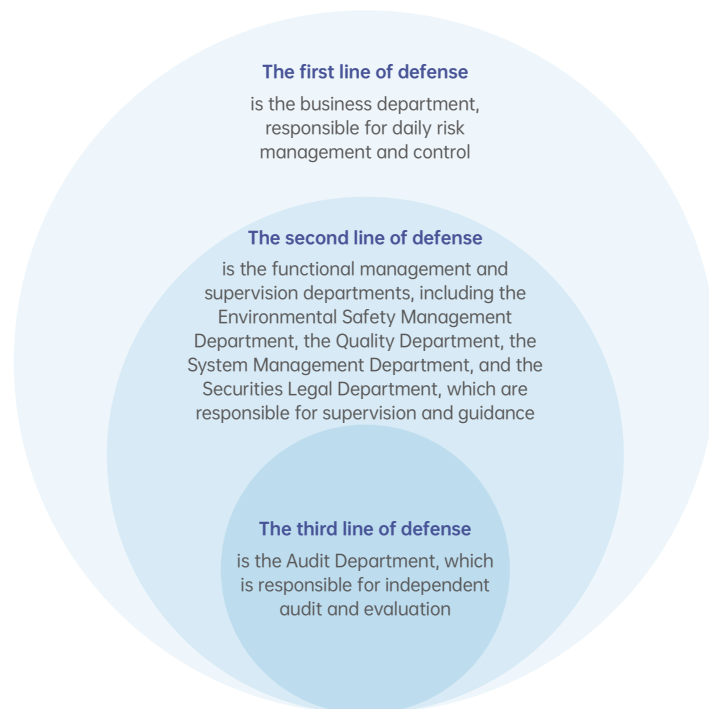 The first line of defense
is the business department,
responsible for daily risk
management and control
The second line of defense
is the functional management and
supervision departments, including the
Environmental Safety Management
Department, the Quality Department, the
System Management Department, and the
Securities Legal Department, which are
responsible for supervision and guidance
The third line of defense
is the Audit Department, which
is responsible for independent
audit and evaluation